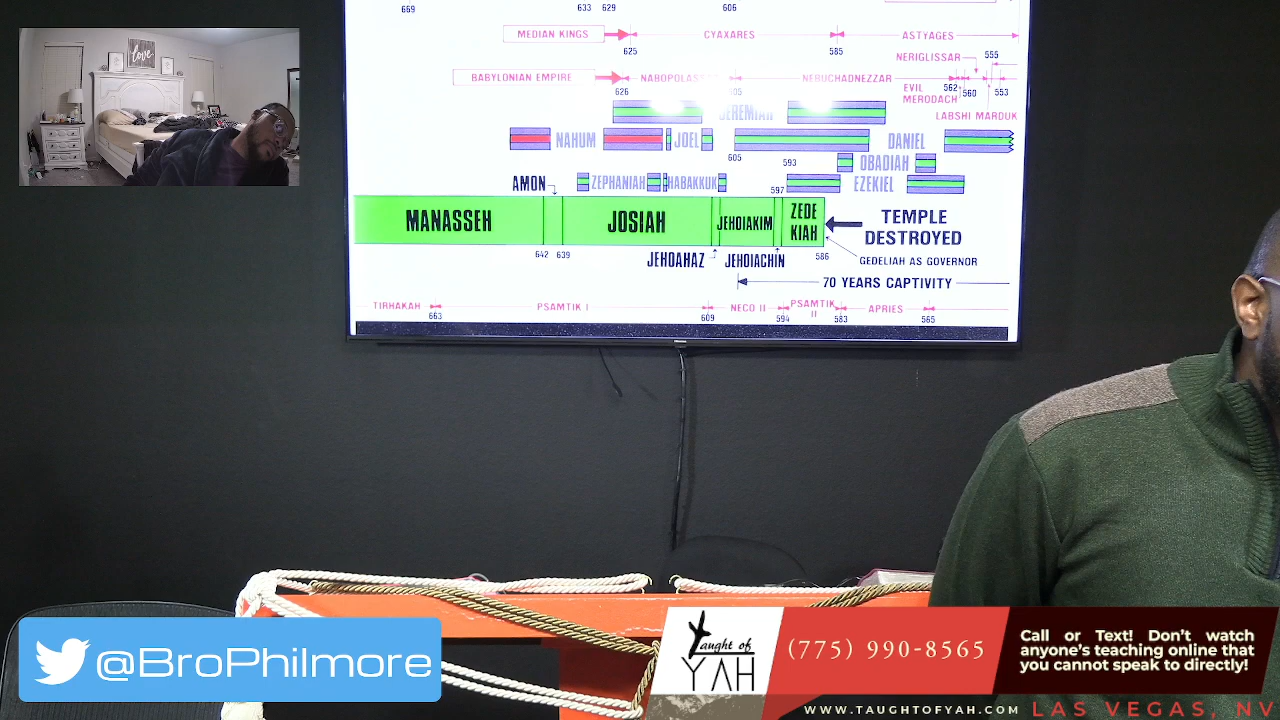 love
669
633 629
606
MEDIAN KINGS
CYAXARES
ASTYAGES
625
585
NERIGLISSAR
555
BABYLONIAN EMPIRE
NABOPOLAS
NEBUCHADNEZZAR
626
605
EVIL
MERODACH
562
560
553
LABSHI MARDUK
JEREMIAH
NAHUM
JOEL
DANIEL
605
593
OBADIAH
AMON
ZEPHANIAH
HABAKKUK
597
EZEKIEL
MANASSEH
JOSIAH
JEHOIAKIM
ZEDE
KIAH
TEMPLE
DESTROYED
642 639
JEHOAHAZ
JEHOIACHIN
586
GEDELIAH AS GOVERNOR
70 YEARS CAPTIVITY
TIRHAKAH
PSAMTIK I
NECO II
PSAMTIK
II
APRIES
663
609
594
583
565
@BroPhilmore
Taught of
YAH
(775) 990-8565
Call or Text! Don't watch
anyone's teaching online that
you cannot speak to directly!
WWW.TAUGHTOFYAH.COM
LAS VEGAS, NV